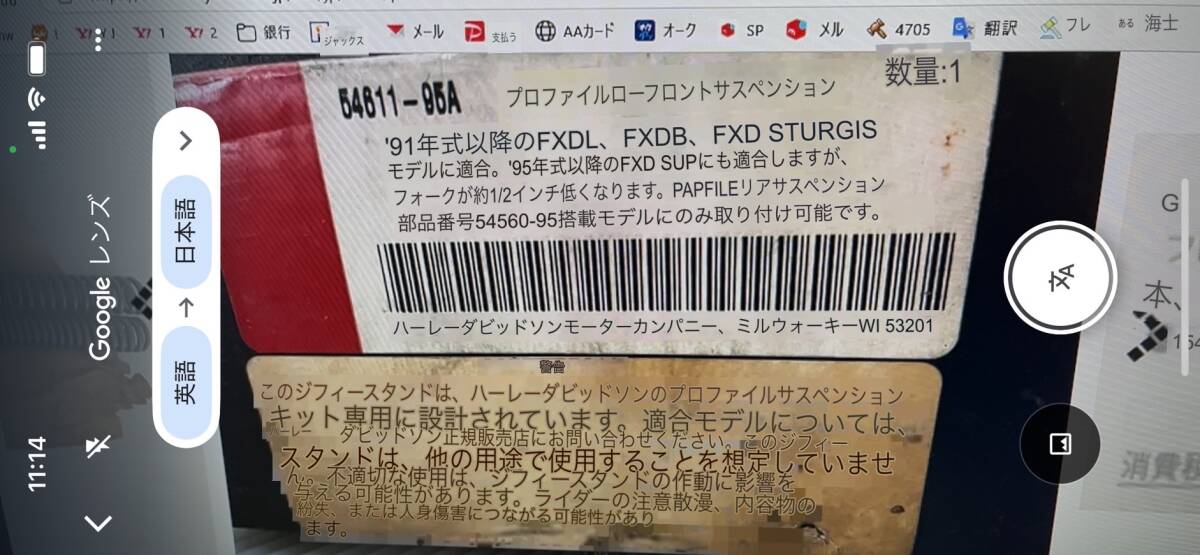 Y! 1
Y! 2
銀行
ジャックス
メール
支払う
AAカード
オーク
SP
メル
4705
翻訳
フレ
ある
海士
54611-95A
プロファイルローフロントサスペンション
数量:1
'91年式以降のFXDL、FXDB、FXD STURGIS
モデルに適合。'95年式以降のFXD SUPにも適合しますが、
フォークが約1/2インチ低くなります。PAPFILEリアサスペンション
部品番号54560-95搭載モデルにのみ取り付け可能です。
ハーレーダビッドソンモーターカンパニー、ミルウォーキーWI 53201
警告
このジフィースタンドは、ハーレーダビッドソンのプロファイルサスペンション
キット専用に設計されています。適合モデルについては、
ダビッドソン正規販売店にお問い合わせください。このジフィー
スタンドは、他の用途で使用することを想定していませ
ん。不適切な使用は、ジフィースタンドの作動に影響を
与える可能性があります。ライダーの注意散漫、内容物の
紛失、または人身傷害につながる可能性があり
ます。
11:14
Google レンズ
英語 → 日本語
G
本、
消費税